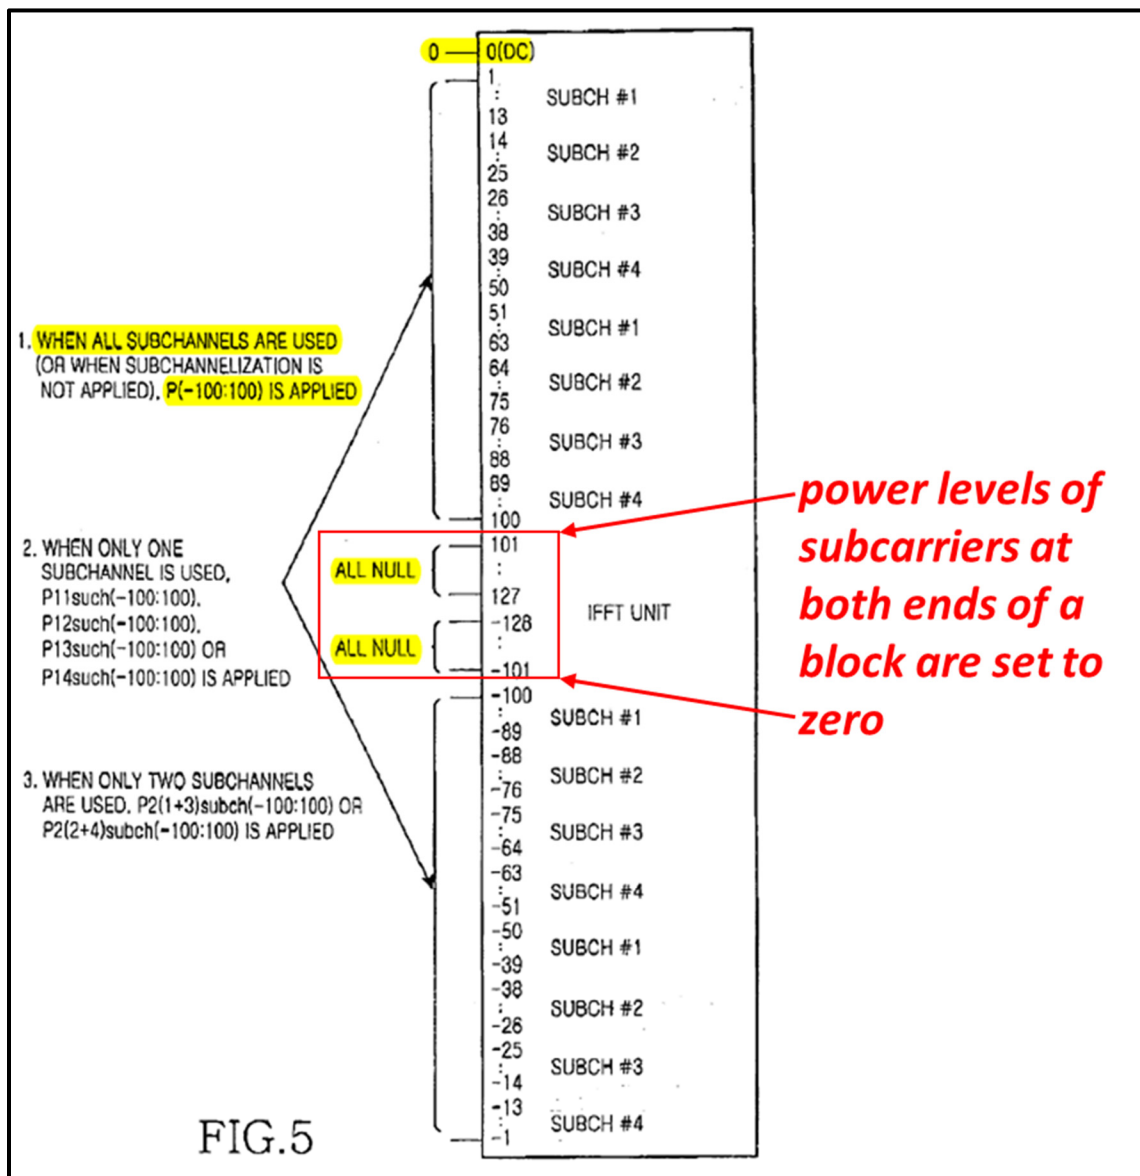 0 — 0(DC)
1
:
13
SUBCH #1
14
:
25
SUBCH #2
26
:
38
SUBCH #3
39
:
50
SUBCH #4
51
:
63
SUBCH #1
64
:
75
SUBCH #2
76
:
88
SUBCH #3
89
:
100
SUBCH #4
101
:
127
ALL NULL
-128
:
-101
ALL NULL
IFFT UNIT
-100
:
-89
SUBCH #1
-88
:
-76
SUBCH #2
-75
:
-64
SUBCH #3
-63
:
-51
SUBCH #4
-50
:
-39
SUBCH #1
-38
:
-26
SUBCH #2
-25
:
-14
SUBCH #3
-13
:
-1
SUBCH #4
1. WHEN ALL SUBCHANNELS ARE USED
(OR WHEN SUBCHANNELIZATION IS
NOT APPLIED), P(-100:100) IS APPLIED
2. WHEN ONLY ONE
SUBCHANNEL IS USED,
P11such(-100:100),
P12such(-100:100),
P13such(-100:100) OR
P14such(-100:100) IS APPLIED
3. WHEN ONLY TWO SUBCHANNELS
ARE USED, P2(1+3)subch(-100:100) OR
P2(2+4)subch(-100:100) IS APPLIED
power levels of
subcarriers at
both ends of a
block are set to
zero
FIG.5